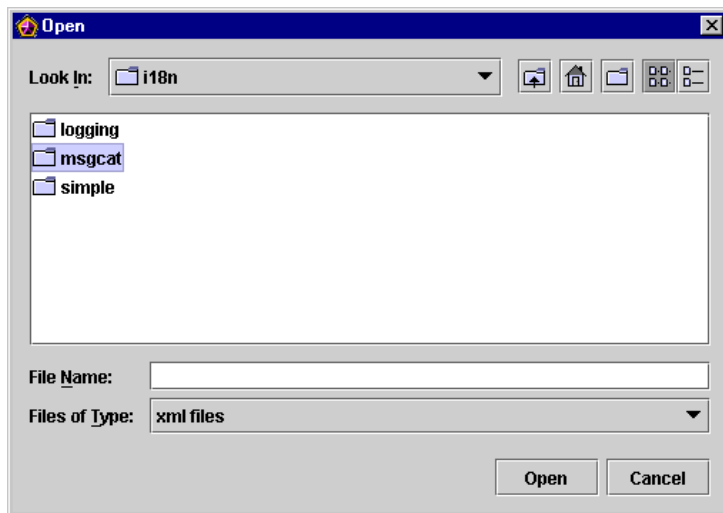 Open
Look In: i18n
logging
msgcat
simple
File Name:
Files of Type: xml files
Open Cancel